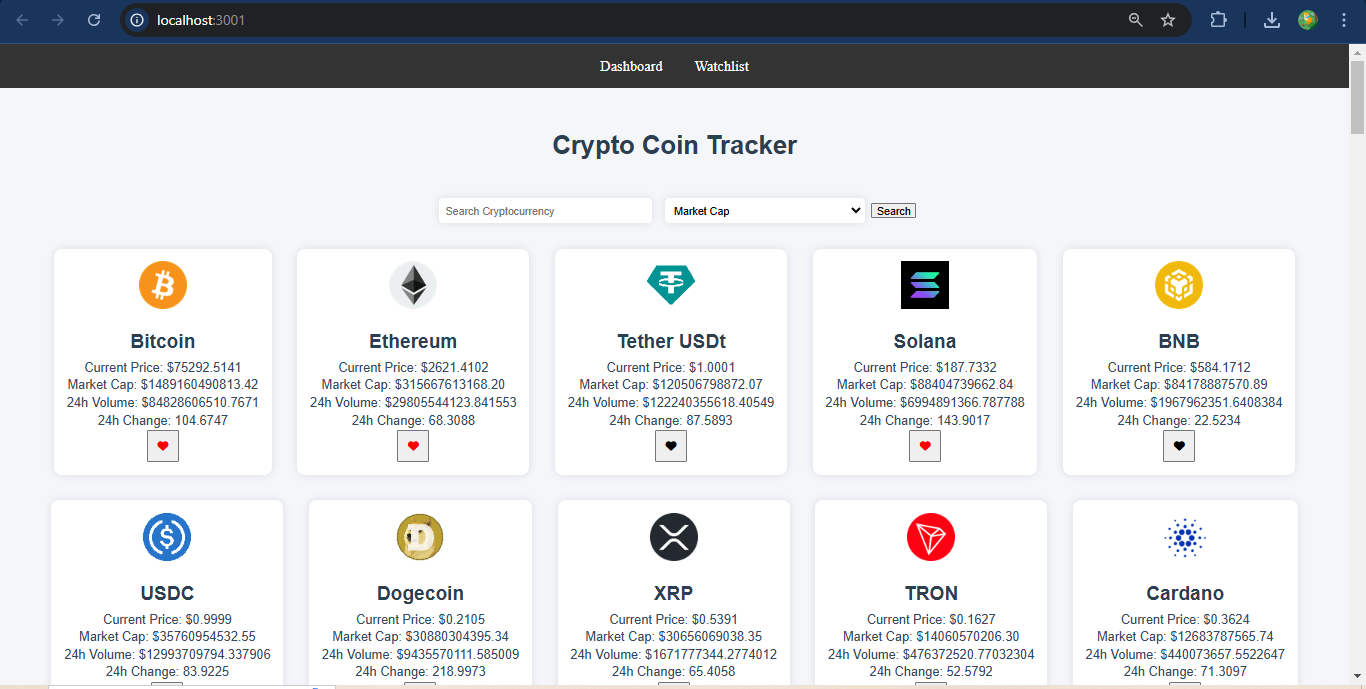 localhost:3001
Dashboard Watchlist
Crypto Coin Tracker
Search Cryptocurrency Market Cap Search
Bitcoin
Current Price: $75292.5141
Market Cap: $1489160490813.42
24h Volume: $84828606510.7671
24h Change: 104.6747
Ethereum
Current Price: $2621.4102
Market Cap: $315667613168.20
24h Volume: $29805544123.841553
24h Change: 68.3088
Tether USDt
Current Price: $1.0001
Market Cap: $120506798872.07
24h Volume: $122240355618.40549
24h Change: 87.5893
Solana
Current Price: $187.7332
Market Cap: $88404739662.84
24h Volume: $6994891366.787788
24h Change: 143.9017
BNB
Current Price: $584.1712
Market Cap: $84178887570.89
24h Volume: $1967962351.6408384
24h Change: 22.5234
USDC
Current Price: $0.9999
Market Cap: $35760954532.55
24h Volume: $12993709794.337906
24h Change: 83.9225
Dogecoin
Current Price: $0.2105
Market Cap: $30880304395.34
24h Volume: $9435570111.585009
24h Change: 218.9973
XRP
Current Price: $0.5391
Market Cap: $30656069038.35
24h Volume: $1671777344.2774012
24h Change: 65.4058
TRON
Current Price: $0.1627
Market Cap: $14060570206.30
24h Volume: $476372520.77032304
24h Change: 52.5792
Cardano
Current Price: $0.3624
Market Cap: $12683787565.74
24h Volume: $440073657.5522647
24h Change: 71.3097